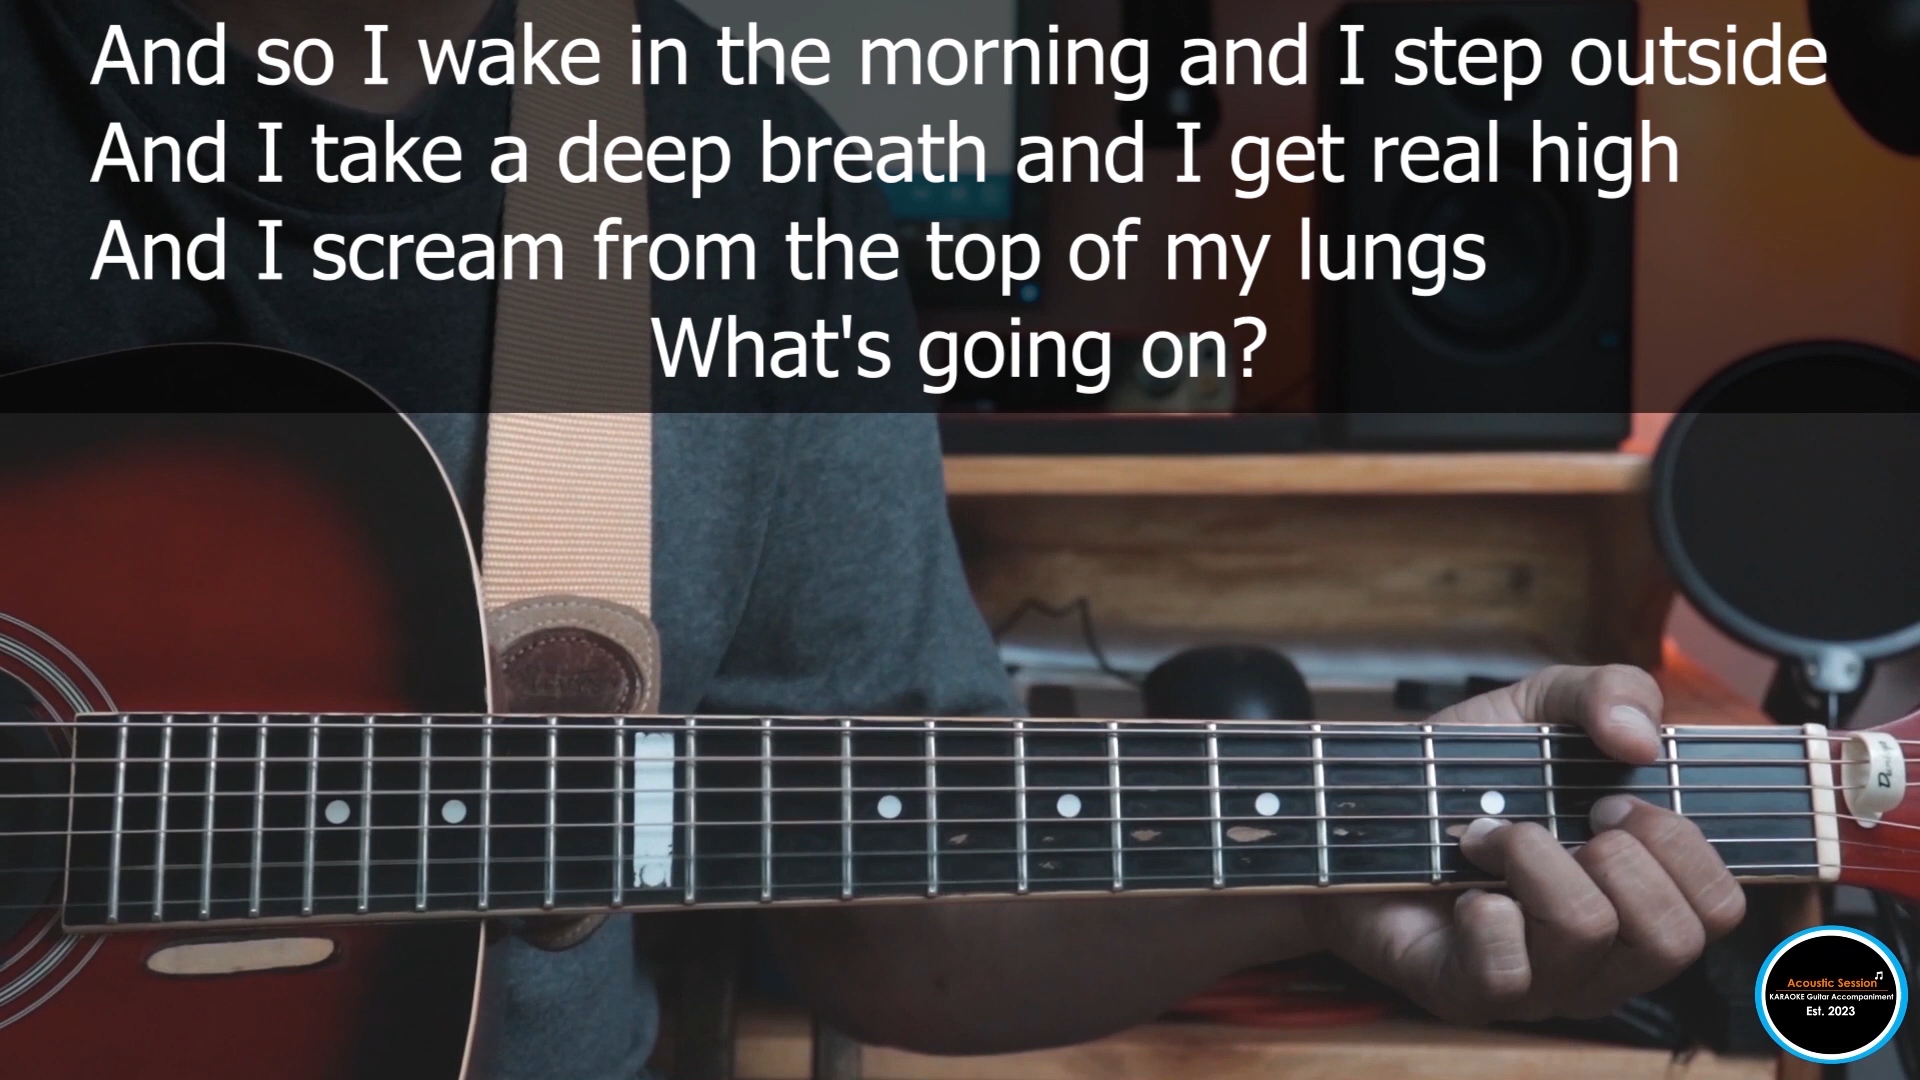 And so I wake in the morning and I step outside
And I take a deep breath and I get real high
And I scream from the top of my lungs
What's going on?
Acoustic Session
KARAOKE Guitar Accompaniment
Est. 2023